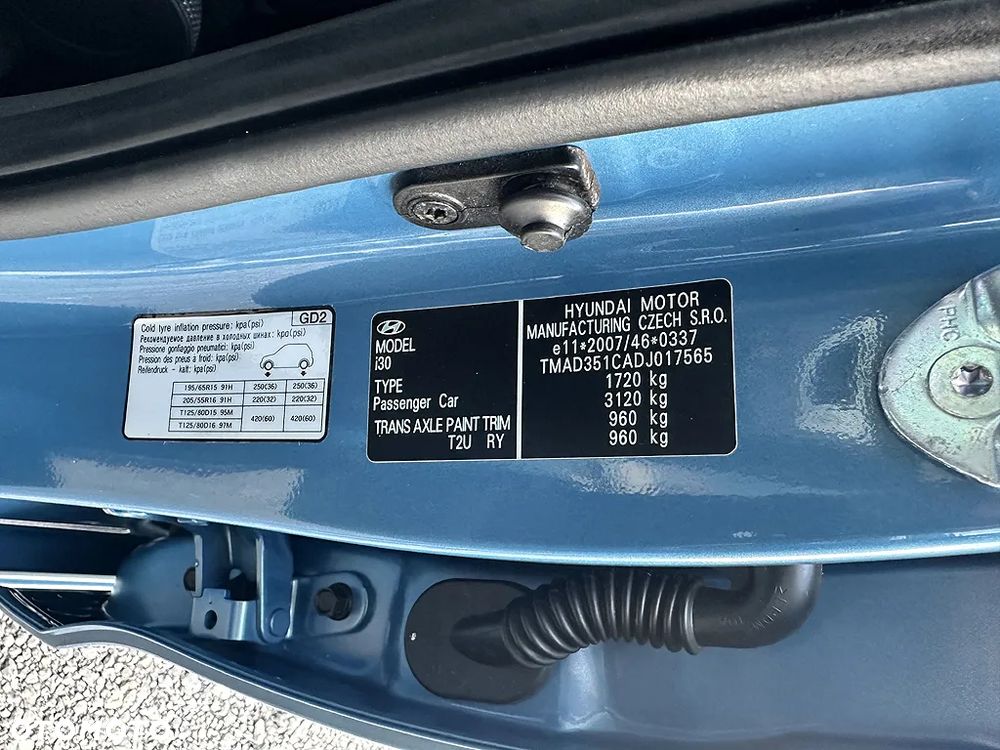 Cold tyre inflation pressure: kpa(psi) GD2
Рекомендуемое давление в холодных шинах: kpa(psi)
Pressione gonfiaggio pneumatici: kPa(psi)
Pression des pneus a froid: kPa(psi)
Reifendruck - kalt: kPa(psi)
195/65R15 91H 250(36) 250(36)
205/55R16 91H 220(32) 220(32)
T125/80D15 95M 420(60) 420(60)
T125/80D16 97M
MODEL
i30
TYPE
Passenger Car
TRANS AXLE PAINT TRIM
T2U RY
HYUNDAI MOTOR
MANUFACTURING CZECH S.R.O.
e11*2007/46*0337
TMAD351CADJ017565
1720 kg
3120 kg
960 kg
960 kg
PHC